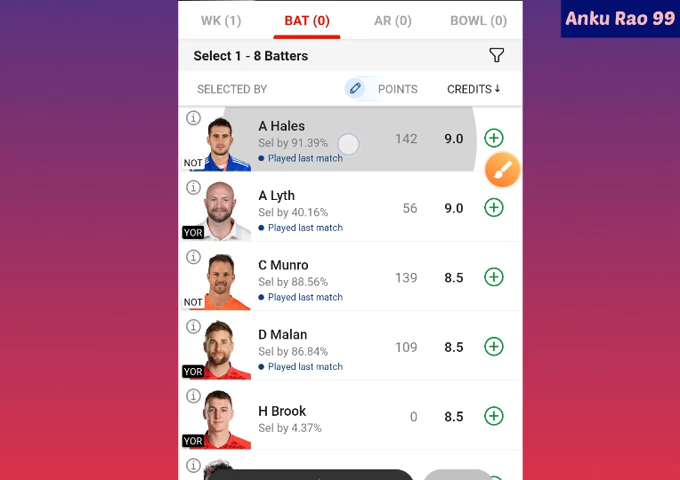 Anku Rao 99
WK (1) BAT (0) AR (0) BOWL (0)
Select 1 - 8 Batters
SELECTED BY POINTS CREDITS ↓
A Hales
Sel by 91.39% 142 9.0
NOT Played last match
A Lyth
Sel by 40.16% 56 9.0
YOR Played last match
C Munro
Sel by 88.56% 139 8.5
NOT Played last match
D Malan
Sel by 86.84% 109 8.5
YOR Played last match
H Brook
Sel by 4.37% 0 8.5
YOR